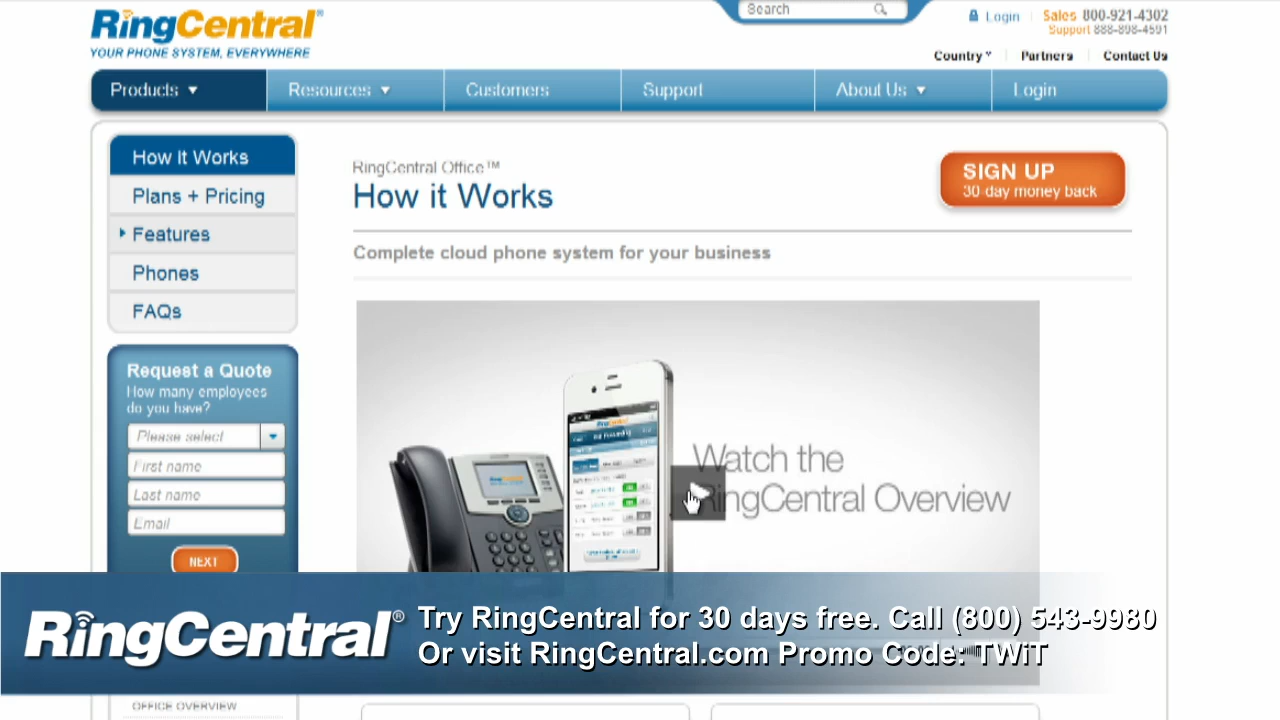 RingCentral®
YOUR PHONE SYSTEM, EVERYWHERE
Search
Login
Sales 800-921-4302
Support 888-898-4591
Country
Partners
Contact Us
Products
Resources
Customers
Support
About Us
Login
How it Works
Plans + Pricing
Features
Phones
FAQs
Request a Quote
How many employees
do you have?
Please select
First name
Last name
Email
NEXT
RingCentral Office™
How it Works
SIGN UP
30-day money back
Complete cloud phone system for your business
Watch the
RingCentral Overview
RingCentral®
Try RingCentral for 30 days free. Call (800) 543-9980
Or visit RingCentral.com Promo Code: TWiT
OFFICE OVERVIEW